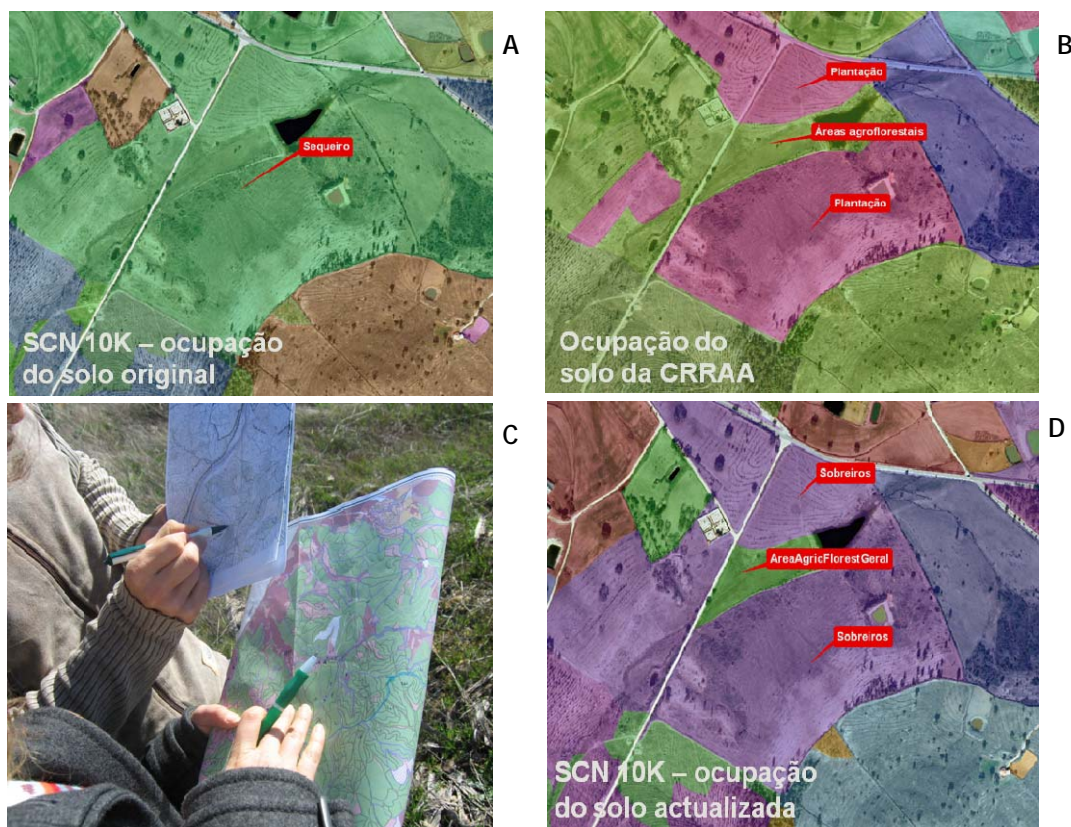 A
Sequeiro
SCN 10K – ocupação
do solo original
B
Plantação
Áreas agroflorestais
Plantação
Ocupação do
solo da CRRAA
C
D
Sobreiros
AreaAgricFlorestGeral
Sobreiros
SCN 10K – ocupação
do solo actualizada